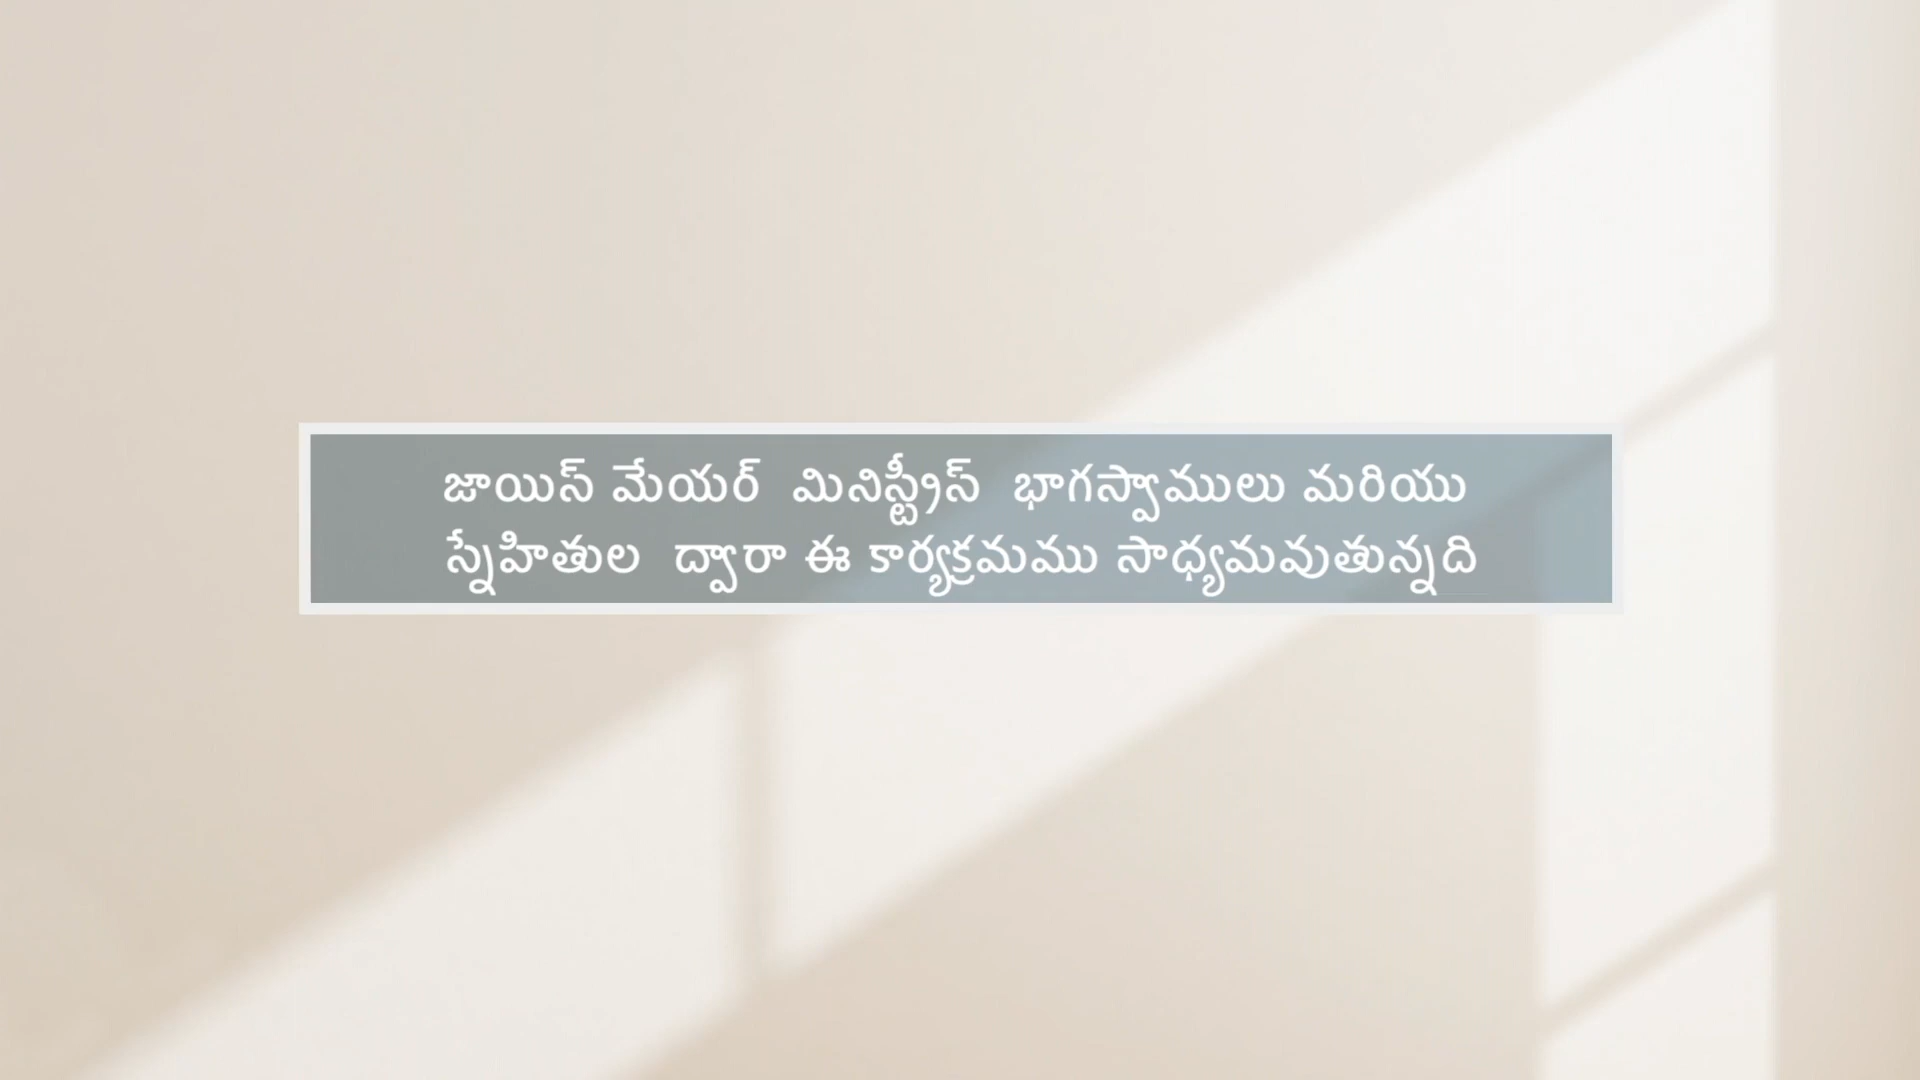 జాయిస్ మేయర్ మినిస్ట్రీస్ భాగస్వాములు మరియు
స్నేహితుల ద్వారా ఈ కార్యక్రమము సాధ్యమవుతున్నది